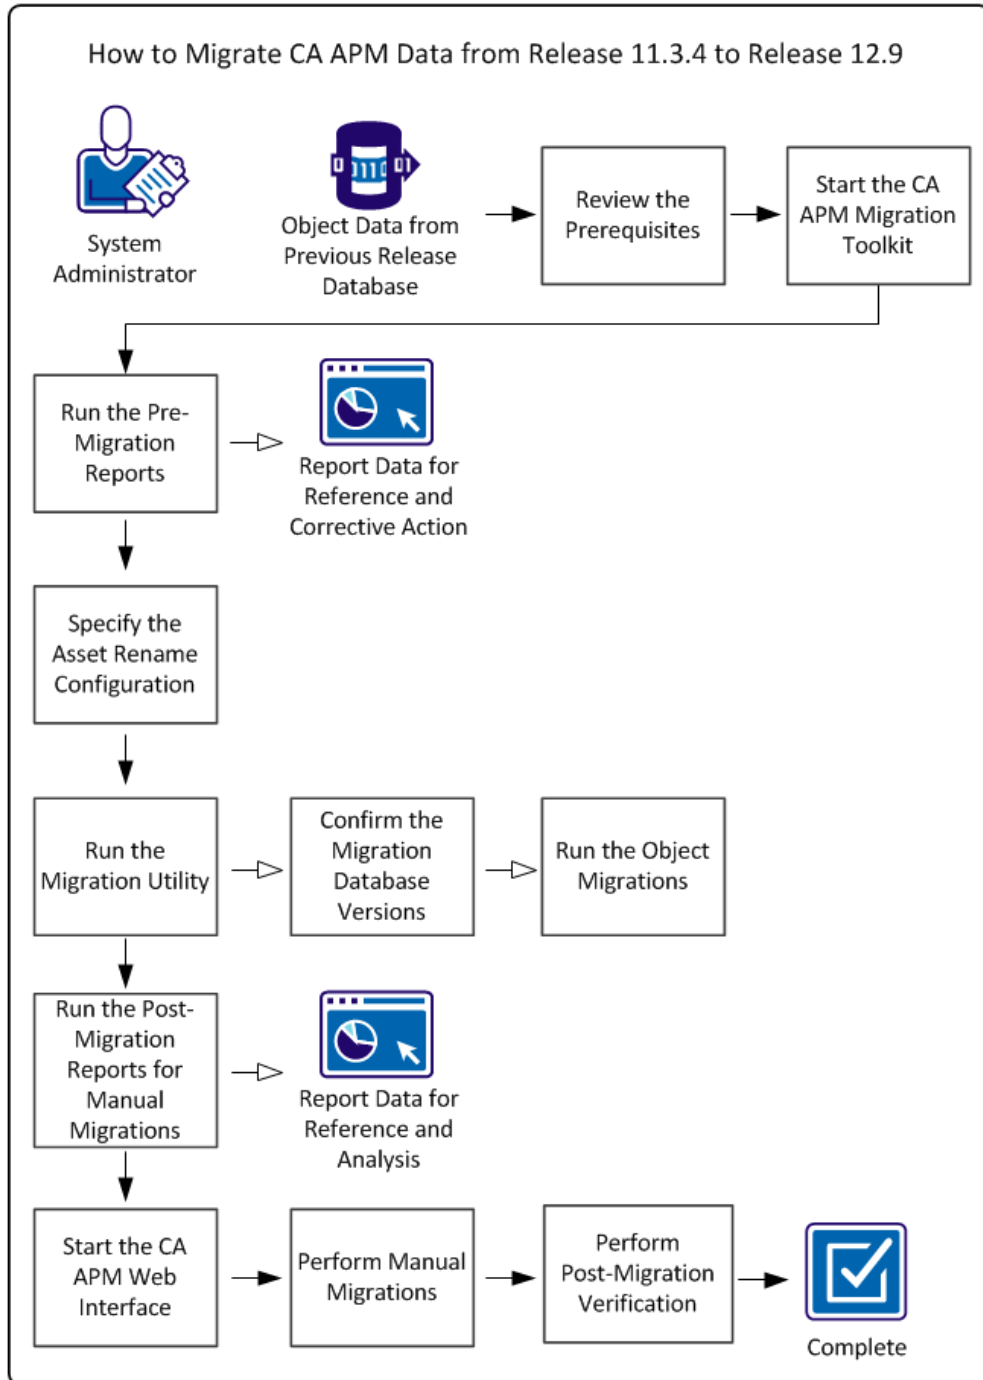 How to Migrate CA APM Data from Release 11.3.4 to Release 12.9
System
Administrator
Object Data from
Previous Release
Database
Review the
Prerequisites
Start the CA
APM Migration
Toolkit
Run the Pre-
Migration
Reports
Report Data for
Reference and
Corrective Action
Specify the
Asset Rename
Configuration
Run the
Migration Utility
Confirm the
Migration
Database
Versions
Run the Object
Migrations
Run the Post-
Migration
Reports for
Manual
Migrations
Report Data for
Reference and
Analysis
Start the CA
APM Web
Interface
Perform Manual
Migrations
Perform
Post-Migration
Verification
Complete